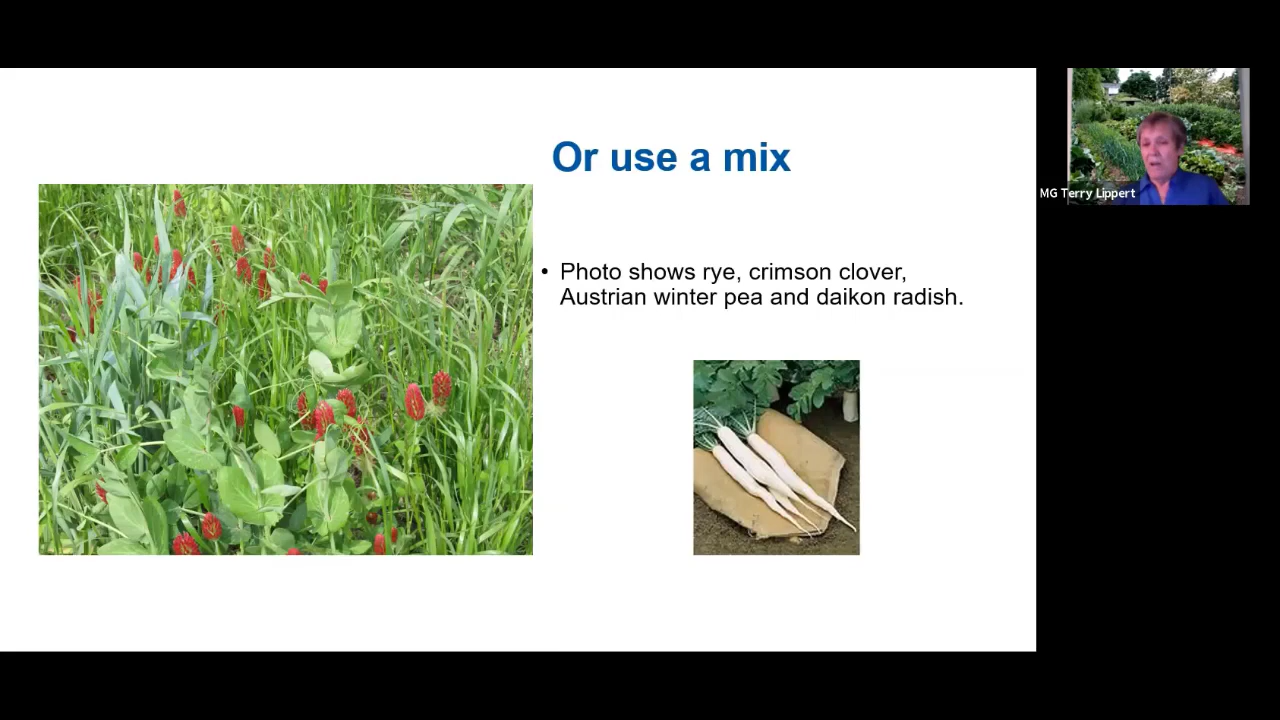 Or use a mix
• Photo shows rye, crimson clover,
Austrian winter pea and daikon radish.
MG Terry Lippert